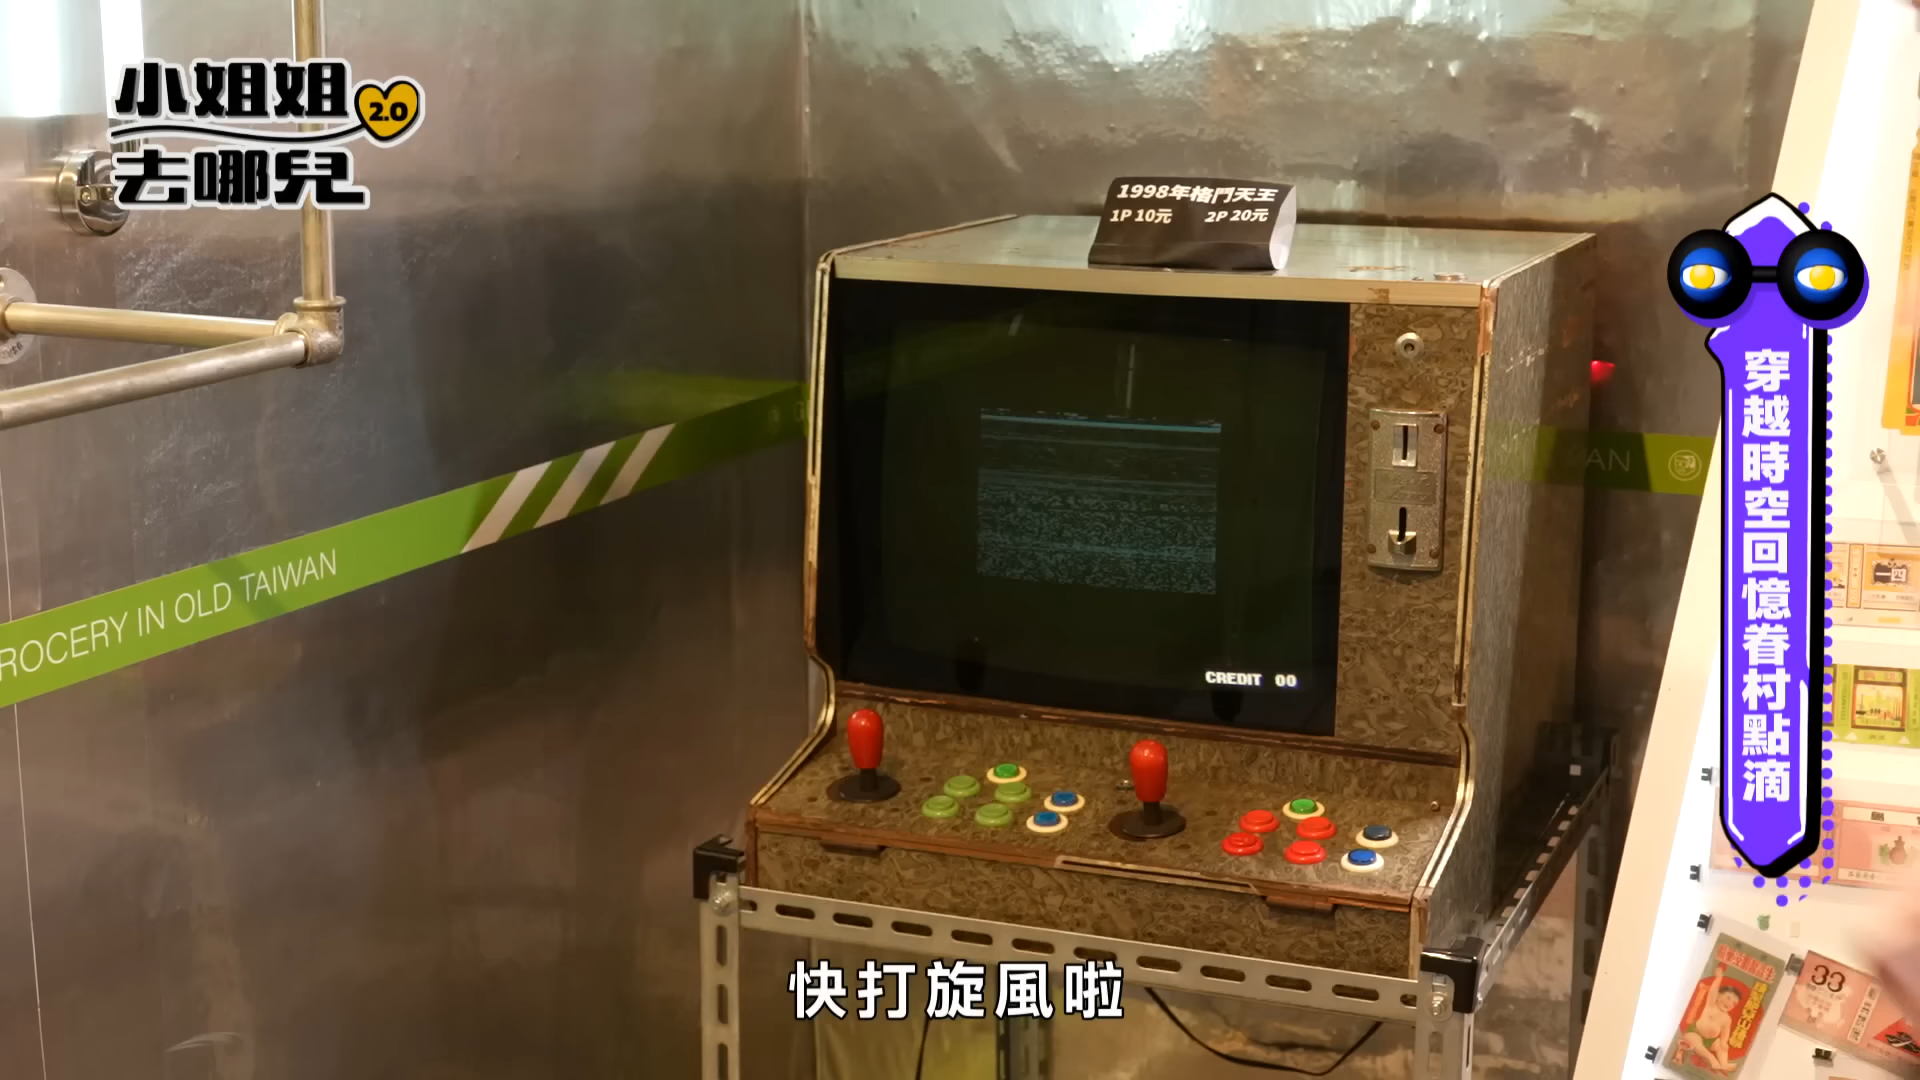 小姐姐
2.0
去哪兒
1998年格鬥天王
1P 10元 2P 20元
穿越時空回憶眷村點滴
ROCERY IN OLD TAIWAN
AN
CREDIT 00
33
快打旋風啦